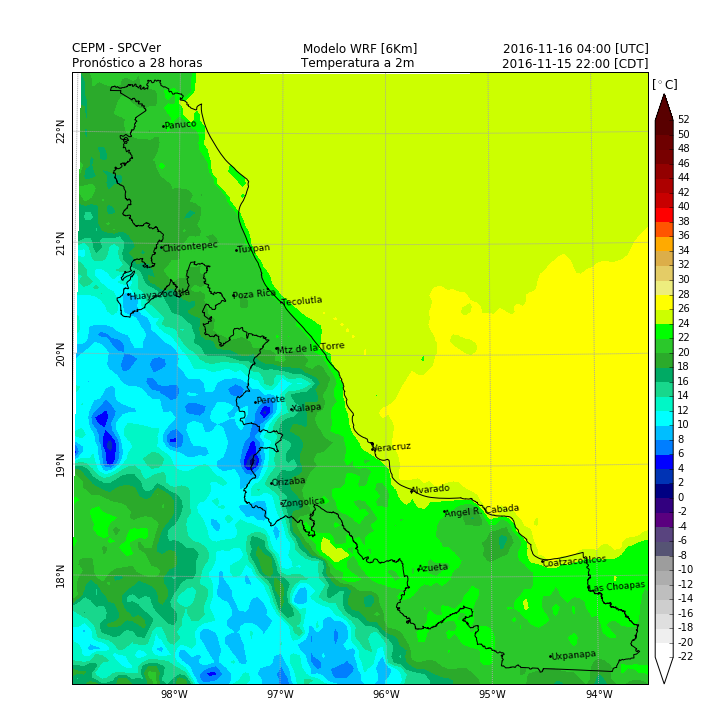 CEPM - SPCVer
Modelo WRF [6Km]
2016-11-16 04:00 [UTC]
Pronóstico a 28 horas
Temperatura a 2m
2016-11-15 22:00 [CDT]
[°C]
52
50
48
46
44
42
40
38
36
34
32
30
28
26
24
22
20
18
16
14
12
10
8
6
4
2
0
-2
-4
-6
-8
-10
-12
-14
-16
-18
-20
-22
22°N
21°N
20°N
19°N
18°N
Panuco
Chicontepec
Tuxpan
Huayacocotla
Poza Rica
Tecolutla
Mtz de la Torre
Perote
Xalapa
Veracruz
Orizaba
Alvarado
Zongolica
Angel R. Cabada
Azueta
Coatzacoalcos
Las Choapas
Uxpanapa
98°W
97°W
96°W
95°W
94°W